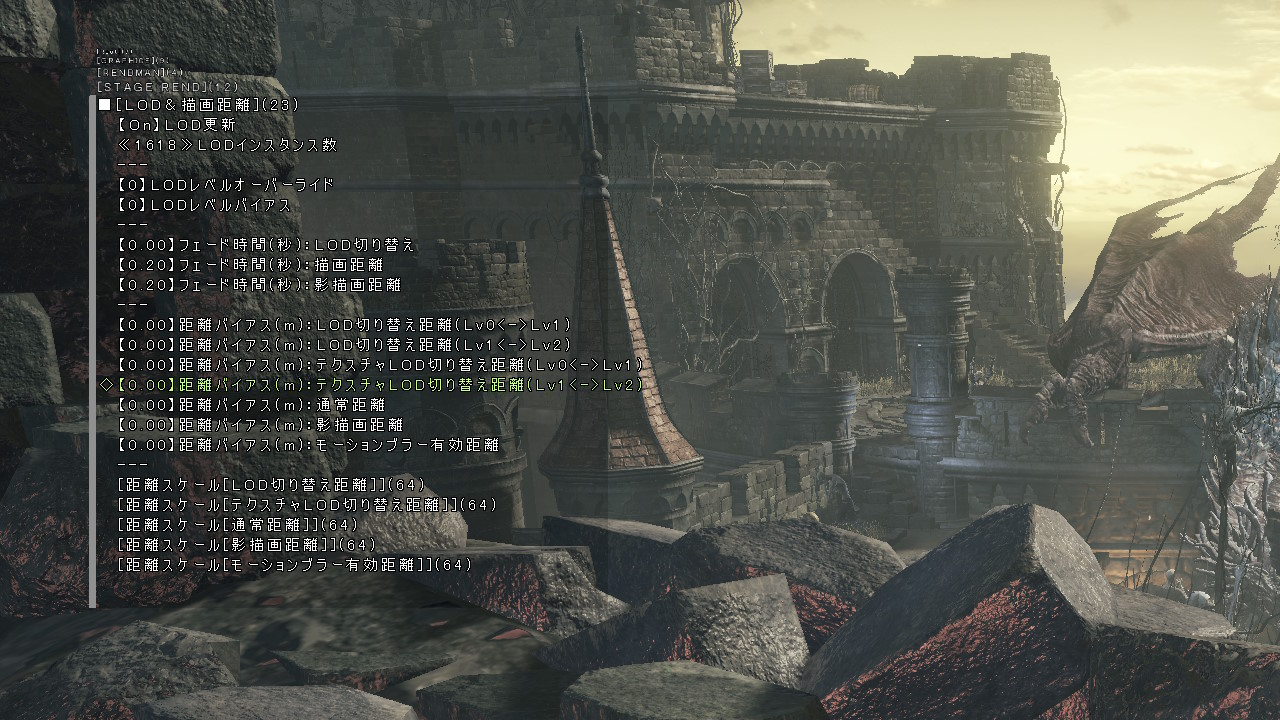 [GRAPHICS](9)
[RENDMAN](4)
[STAGE REND](12)
■[LOD&描画距離](23)
【On】LOD更新
<1618>LODインスタンス数
---
【0】LODレベルオーバーライド
【0】LODレベルバイアス
---
【0.00】フェード時間(秒):LOD切り替え
【0.20】フェード時間(秒):描画距離
【0.20】フェード時間(秒):影描画距離
---
【0.00】距離バイアス(m):LOD切り替え距離(Lv0<->Lv1)
【0.00】距離バイアス(m):LOD切り替え距離(Lv1<->Lv2)
【0.00】距離バイアス(m):テクスチャLOD切り替え距離(Lv0<->Lv1)
◇【0.00】距離バイアス(m):テクスチャLOD切り替え距離(Lv1<->Lv2)
【0.00】距離バイアス(m):通常距離
【0.00】距離バイアス(m):影描画距離
【0.00】距離バイアス(m):モーションブラー有効距離
---
[距離スケール[LOD切り替え距離]](64)
[距離スケール[テクスチャLOD切り替え距離]](64)
[距離スケール[通常距離]](64)
[距離スケール[影描画距離]](64)
[距離スケール[モーションブラー有効距離]](64)